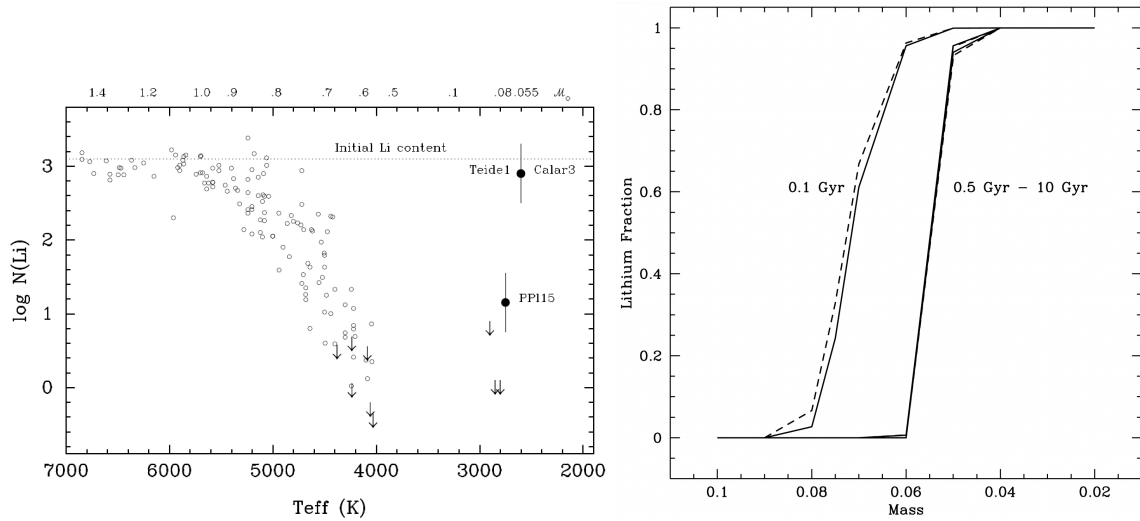 1.4 1.2 1.0 .9 .8 .7 .6 .5 .1 .08 .055 ℳ⊙
Initial Li content
Teide1 Calar3
PPl15
3
2
1
0
log N(Li)
7000 6000 5000 4000 3000 2000
Teff (K)
1
0.8
0.6
0.4
0.2
0
Lithium Fraction
0.1 Gyr
0.5 Gyr – 10 Gyr
0.1 0.08 0.06 0.04 0.02
Mass